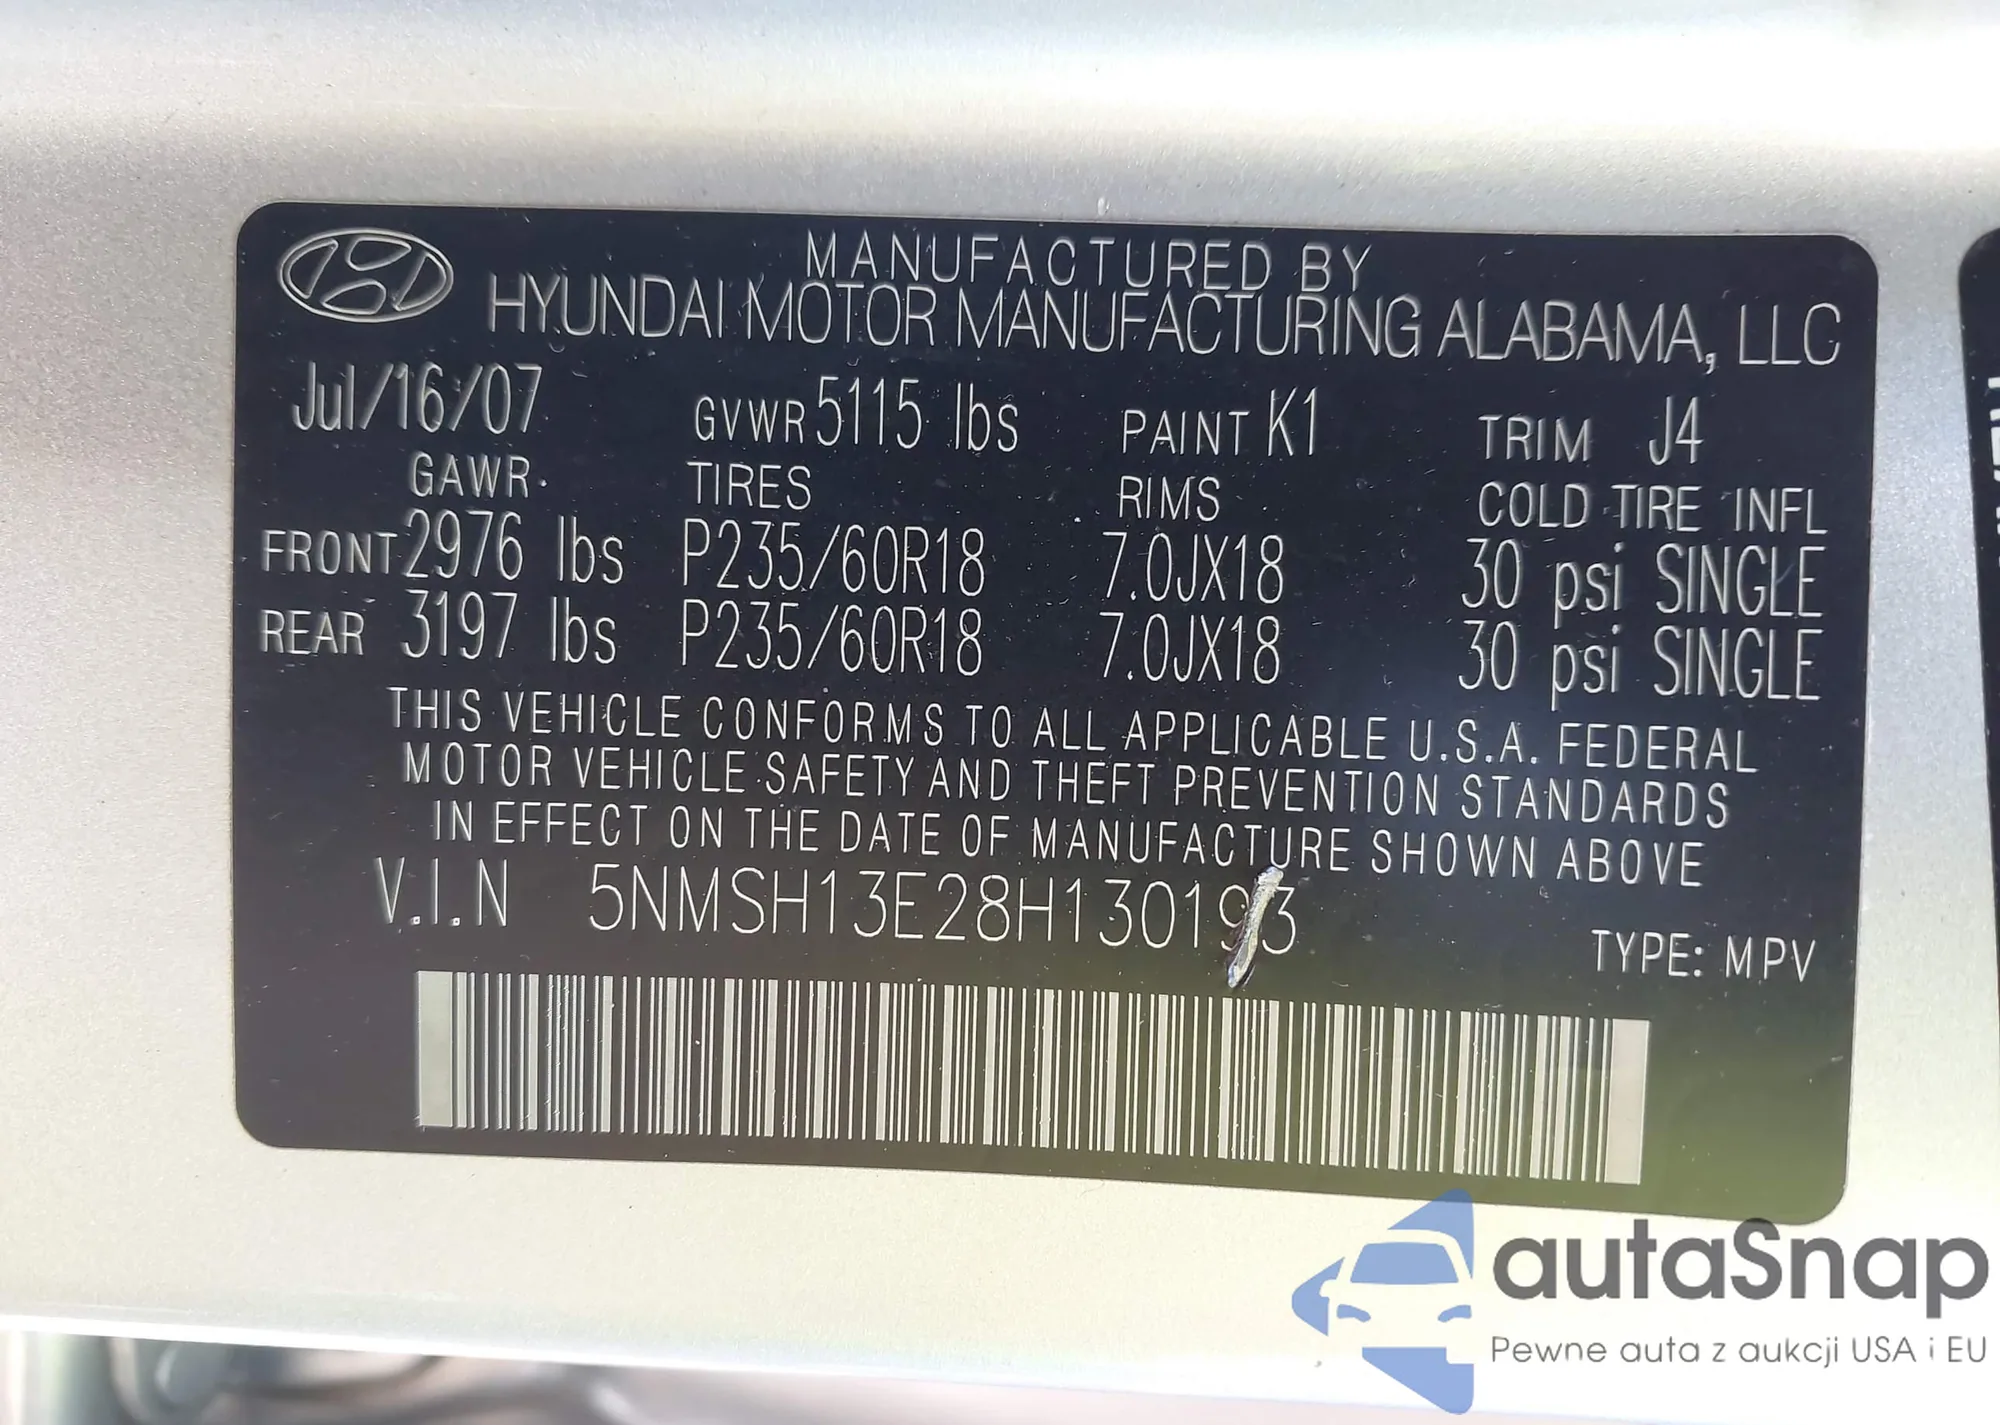 MANUFACTURED BY
HYUNDAI MOTOR MANUFACTURING ALABAMA, LLC
Jul/16/07 GVWR 5115 lbs PAINT K1 TRIM J4
GAWR TIRES RIMS COLD TIRE INFL
FRONT 2976 lbs P235/60R18 7.0JX18 30 psi SINGLE
REAR 3197 lbs P235/60R18 7.0JX18 30 psi SINGLE
THIS VEHICLE CONFORMS TO ALL APPLICABLE U.S.A. FEDERAL
MOTOR VEHICLE SAFETY AND THEFT PREVENTION STANDARDS
IN EFFECT ON THE DATE OF MANUFACTURE SHOWN ABOVE
V.I.N 5NMSH13E28H130193
TYPE: MPV
autaSnap
Pewne auta z aukcji USA i EU